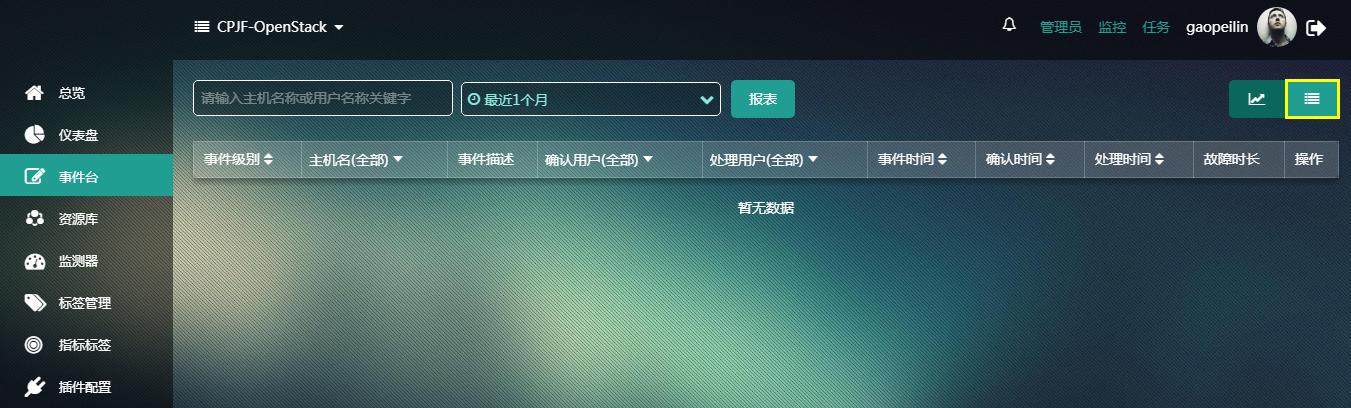 CPJF-OpenStack 管理员 监控 任务 gaopeilin
总览
仪表盘
事件台
资源库
监测器
标签管理
指标标签
插件配置
请输入主机名称或用户名称关键字 最近1个月 报表
事件级别 主机名(全部) 事件描述 确认用户(全部) 处理用户(全部) 事件时间 确认时间 处理时间 故障时长 操作
暂无数据